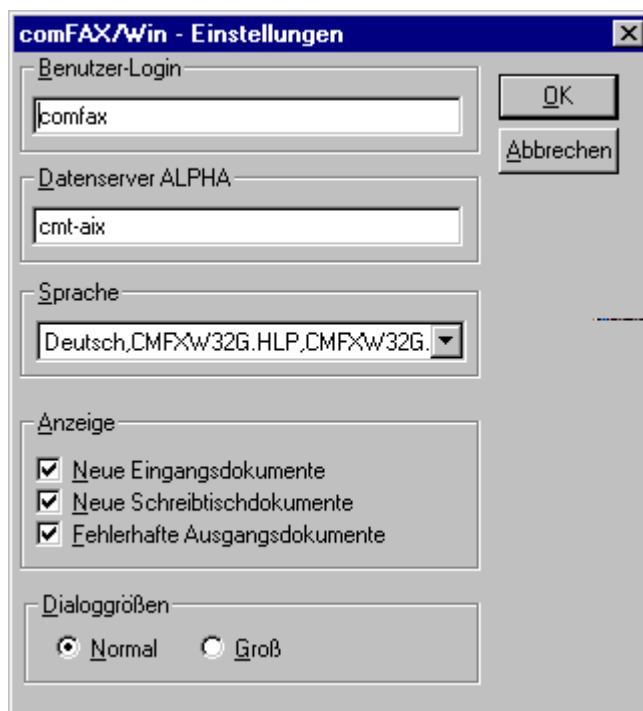 comFAX/Win - Einstellungen
Benutzer-Login
comfax
OK
Abbrechen
Datenserver ALPHA
cmt-aix
Sprache
Deutsch,CMFXW32G.HLP,CMFXW32G.
Anzeige
Neue Eingangsdokumente
Neue Schreibtischdokumente
Fehlerhafte Ausgangsdokumente
Dialoggrößen
Normal Groß